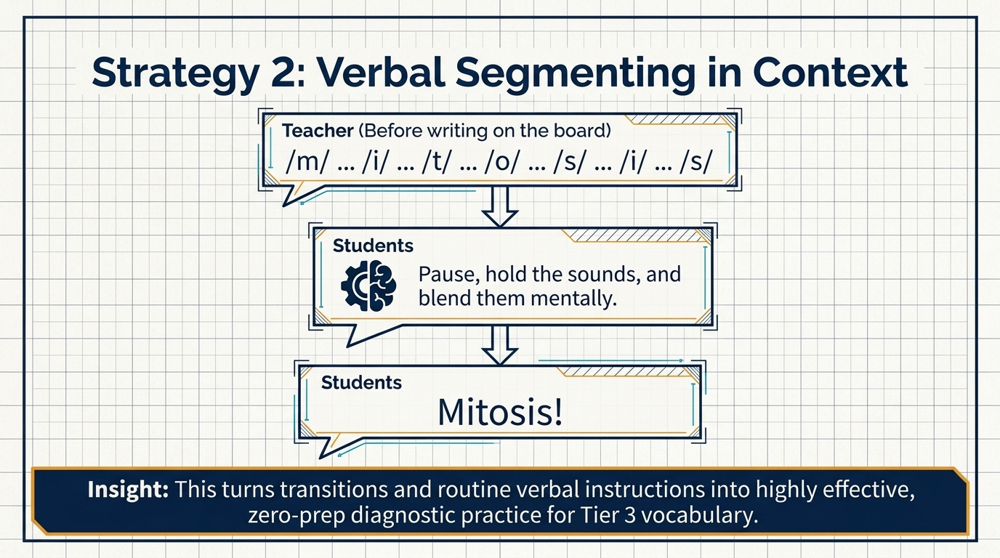 Strategy 2: Verbal Segmenting in Context
Teacher (Before writing on the board)
/m/ ... /i/ ... /t/ ... /o/ ... /s/ ... /i/ ... /s/
Students
Pause, hold the sounds, and
blend them mentally.
Students
Mitosis!
Insight: This turns transitions and routine verbal instructions into highly effective,
zero-prep diagnostic practice for Tier 3 vocabulary.